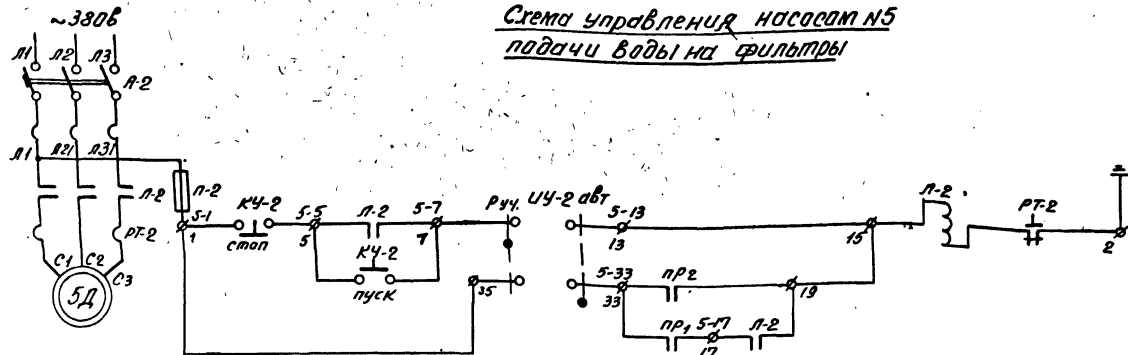 ~380в
Схема управления насосом N5
подачи воды на фильтры
Л1 Л2 Л3
А-2
Л1 Л21 Л31
Л-2
П-2
РТ-2
С1 С2 С3
5Д
5-1
1
КУ-2
стоп
5-5
5
Л-2
5-7
7
КУ-2
пуск
Руч. ИУ-2 авт
35
5-13
13
5-33
33
ПР2
19
ПР1
5-17
17
Л-2
15
Л-2
РТ-2
2